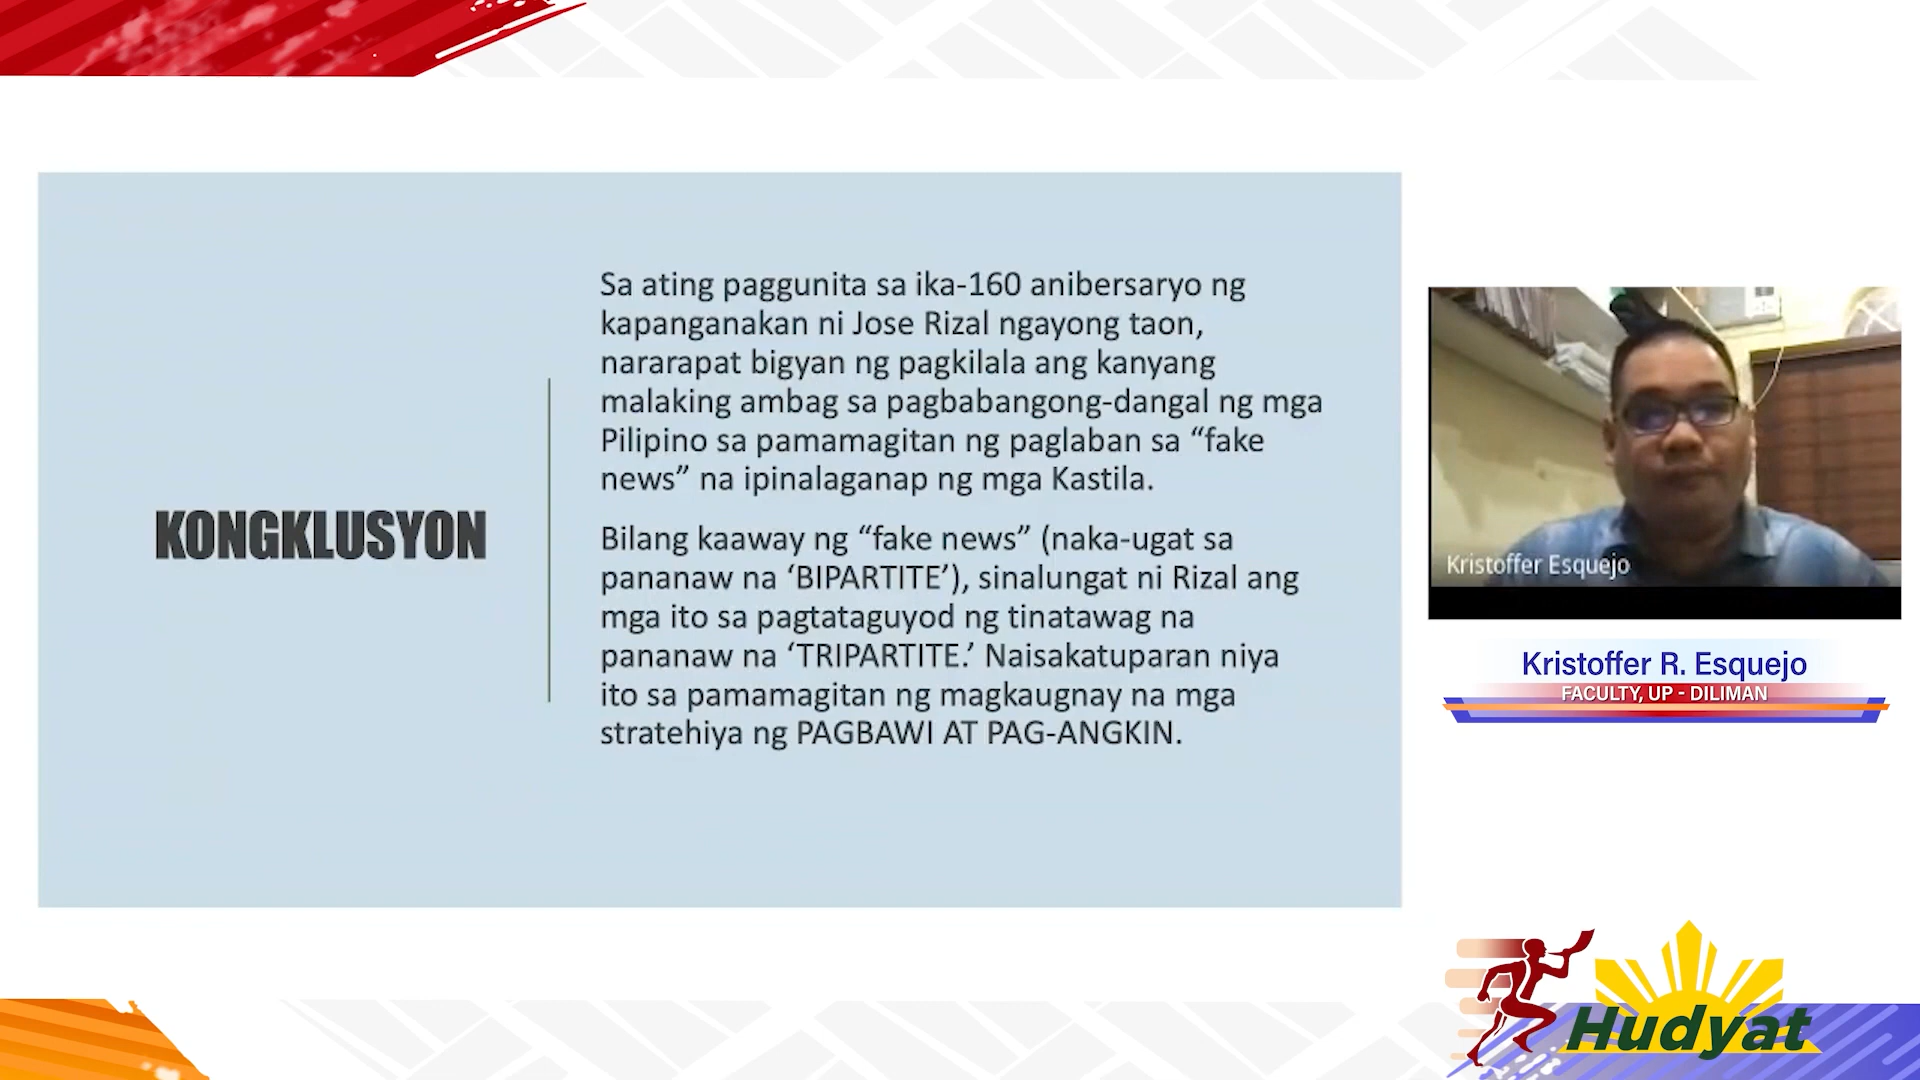 KONGKLUSYON
Sa ating paggunita sa ika-160 anibersaryo ng
kapanganakan ni Jose Rizal ngayong taon,
nararapat bigyan ng pagkilala ang kanyang
malaking ambag sa pagbabangong-dangal ng mga
Pilipino sa pamamagitan ng paglaban sa “fake
news” na ipinalaganap ng mga Kastila.
Bilang kaaway ng “fake news” (naka-ugat sa
pananaw na ‘BIPARTITE’), sinalungat ni Rizal ang
mga ito sa pagtataguyod ng tinatawag na
pananaw na ‘TRIPARTITE.’ Naisakatuparan niya
ito sa pamamagitan ng magkaugnay na mga
stratehiya ng PAGBAWI AT PAG-ANGKIN.
Kristoffer Esquejo
Kristoffer R. Esquejo
FACULTY, UP - DILIMAN
Hudyat